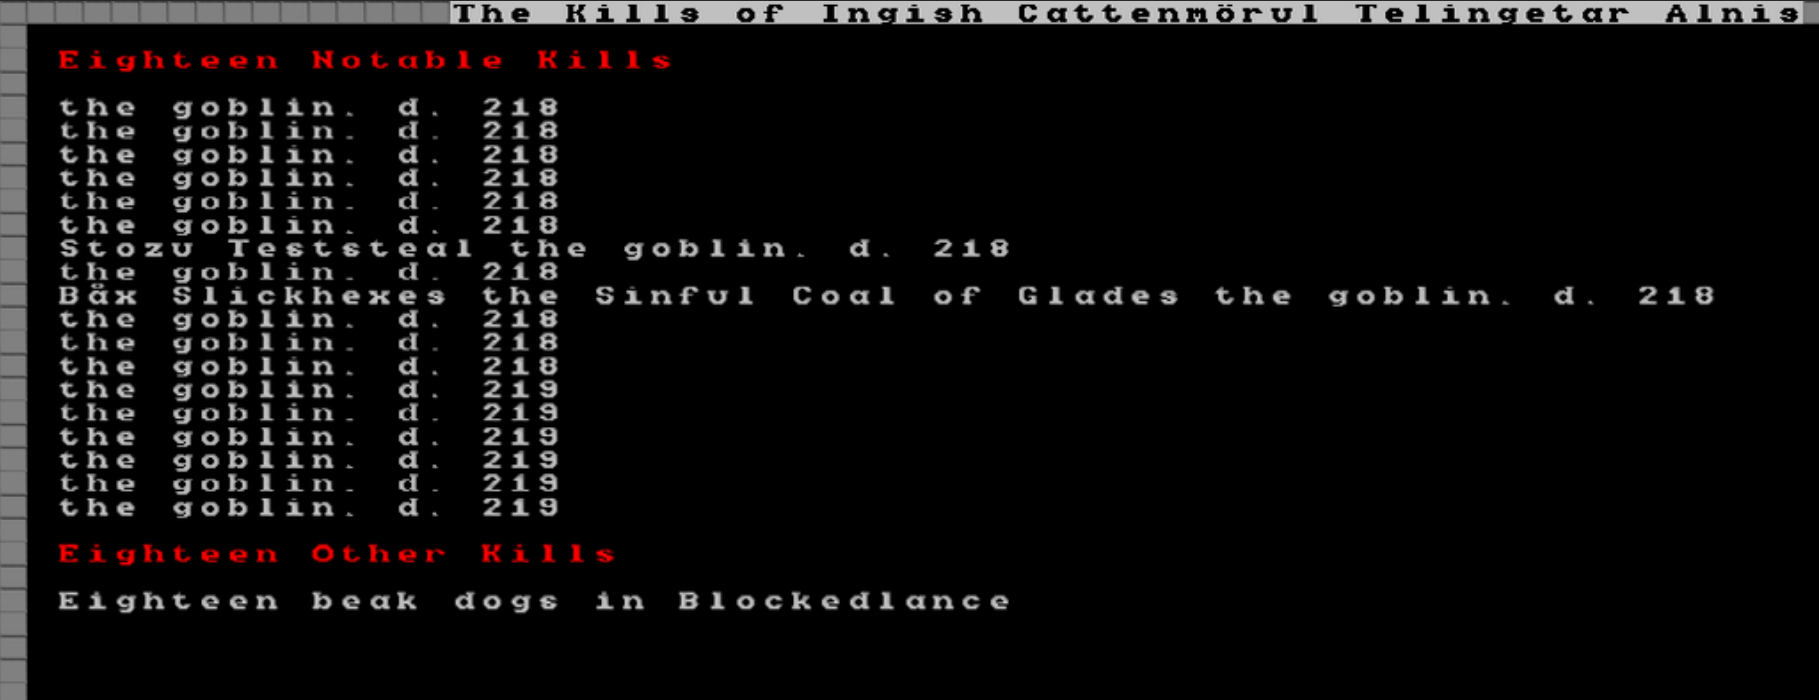 The Kills of Ingish Cattenmörul Telingetar Alnis
Eighteen Notable Kills
the goblin. d. 218
the goblin. d. 218
the goblin. d. 218
the goblin. d. 218
the goblin. d. 218
the goblin. d. 218
Stozu Teststeal the goblin. d. 218
the goblin. d. 218
Båx Slickhexes the Sinful Coal of Glades the goblin. d. 218
the goblin. d. 218
the goblin. d. 218
the goblin. d. 218
the goblin. d. 219
the goblin. d. 219
the goblin. d. 219
the goblin. d. 219
the goblin. d. 219
the goblin. d. 219
Eighteen Other Kills
Eighteen beak dogs in Blockedlance